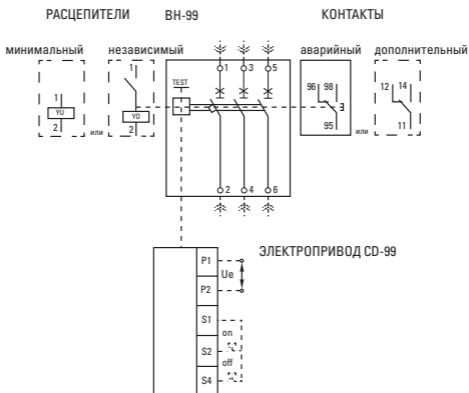 РАСЦЕПИТЕЛИ ВН-99 КОНТАКТЫ
минимальный независимый аварийный дополнительный
1 3 5
1
TEST
96 98
12 14
1
YU
YO
2
2
или
95
или
11
2 4 6
ЭЛЕКТРОПРИВОД CD-99
P1
Ue
P2
S1
on
S2
off
S4